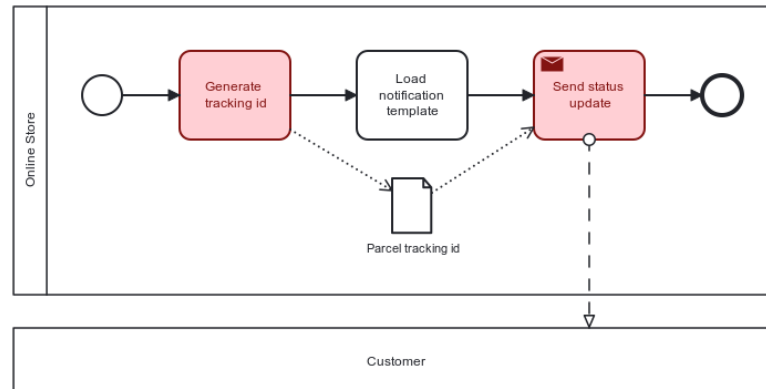 Online Store
Generate
tracking id
Load
notification
template
Send status
update
Parcel tracking id
Customer